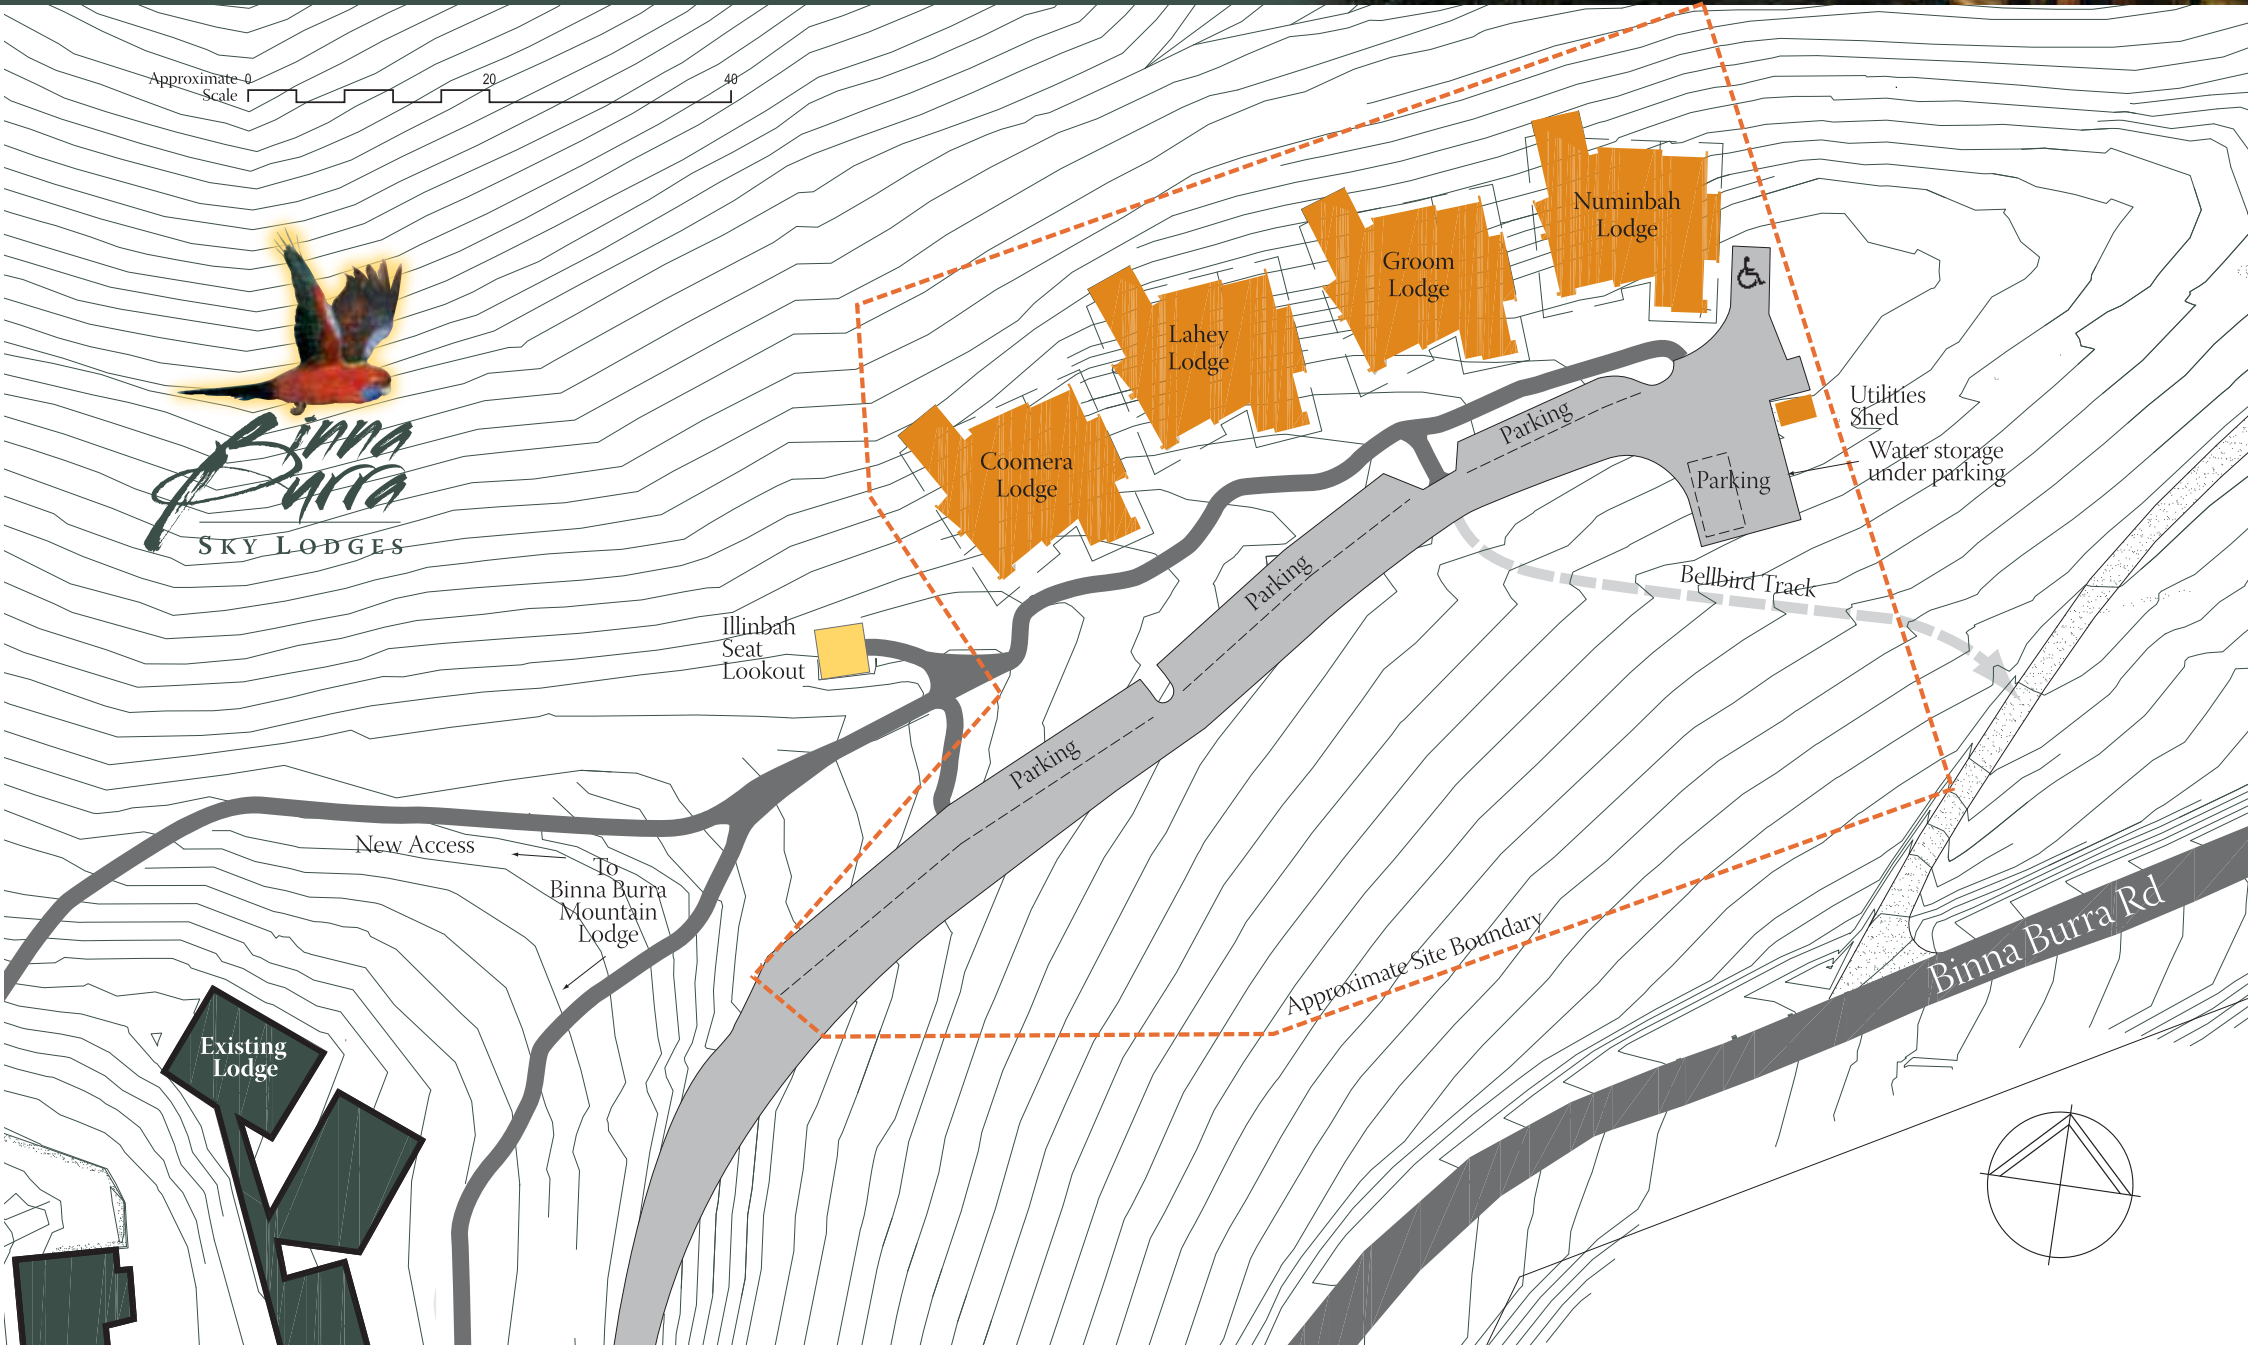 Approximate 0 20 40
Scale
Binna
Burra
SKY LODGES
Numinbah
Lodge
Groom
Lodge
Lahey
Lodge
Coomera
Lodge
Utilities
Shed
Water storage
under parking
Parking
Parking
Parking
Parking
Bellbird Track
Illinbah
Seat
Lookout
New Access
To
Binna Burra
Mountain
Lodge
Approximate Site Boundary
Binna Burra Rd
Existing
Lodge